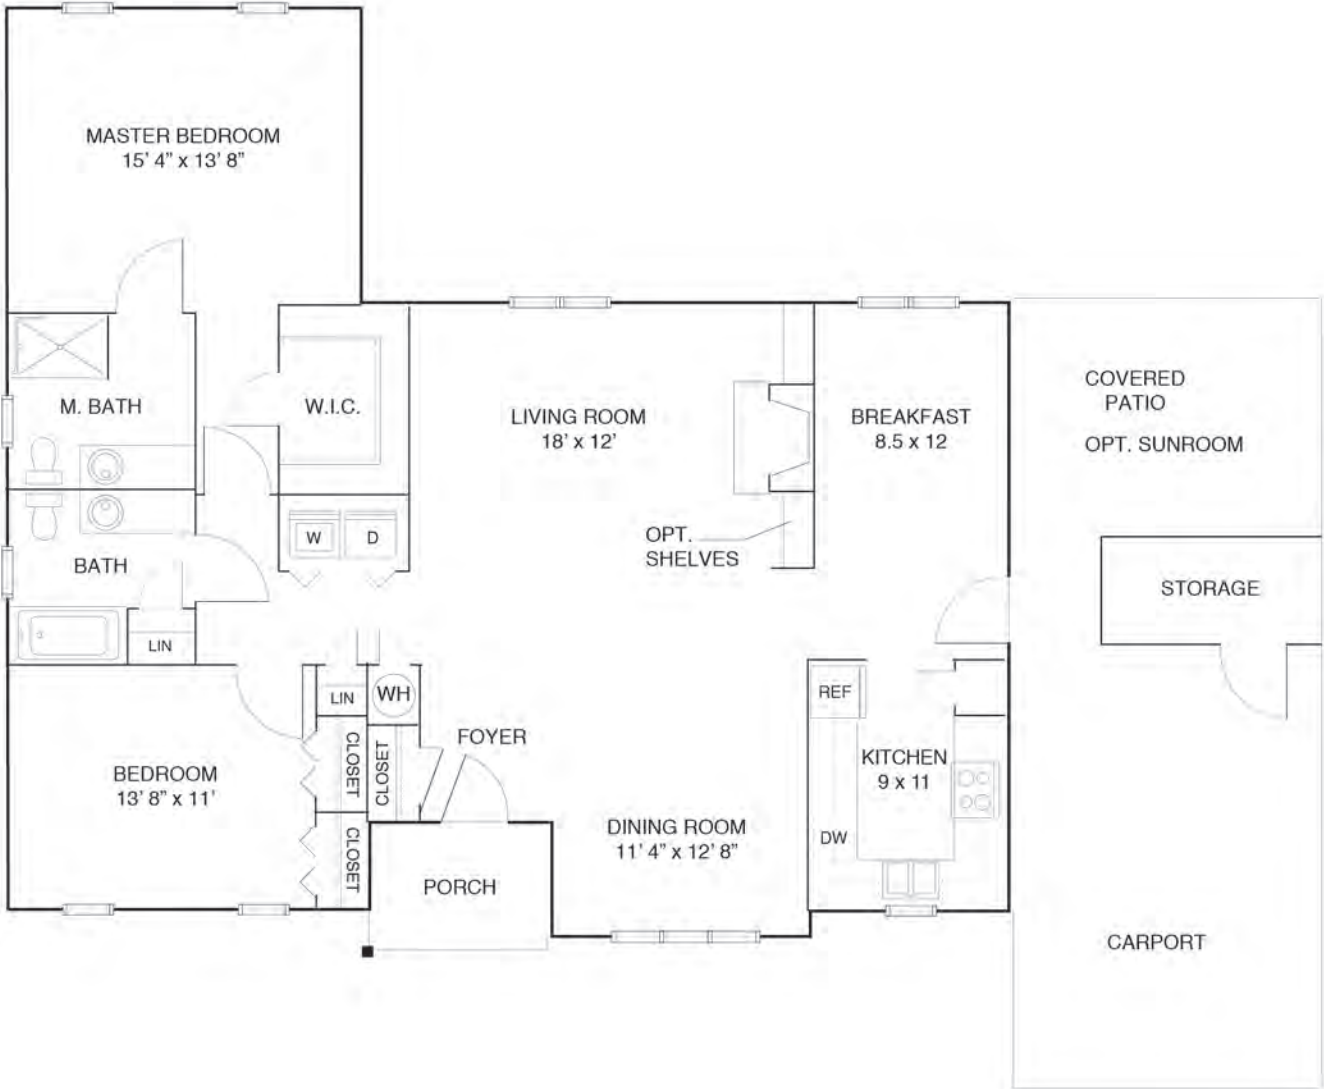 MASTER BEDROOM
15' 4" x 13' 8"
M. BATH
W.I.C.
LIVING ROOM
18' x 12'
BREAKFAST
8.5 x 12
COVERED
PATIO
OPT. SUNROOM
OPT.
SHELVES
W
D
BATH
STORAGE
LIN
LIN
WH
REF
FOYER
CLOSET
CLOSET
KITCHEN
9 x 11
BEDROOM
13' 8" x 11'
DINING ROOM
11' 4" x 12' 8"
DW
CLOSET
PORCH
CARPORT